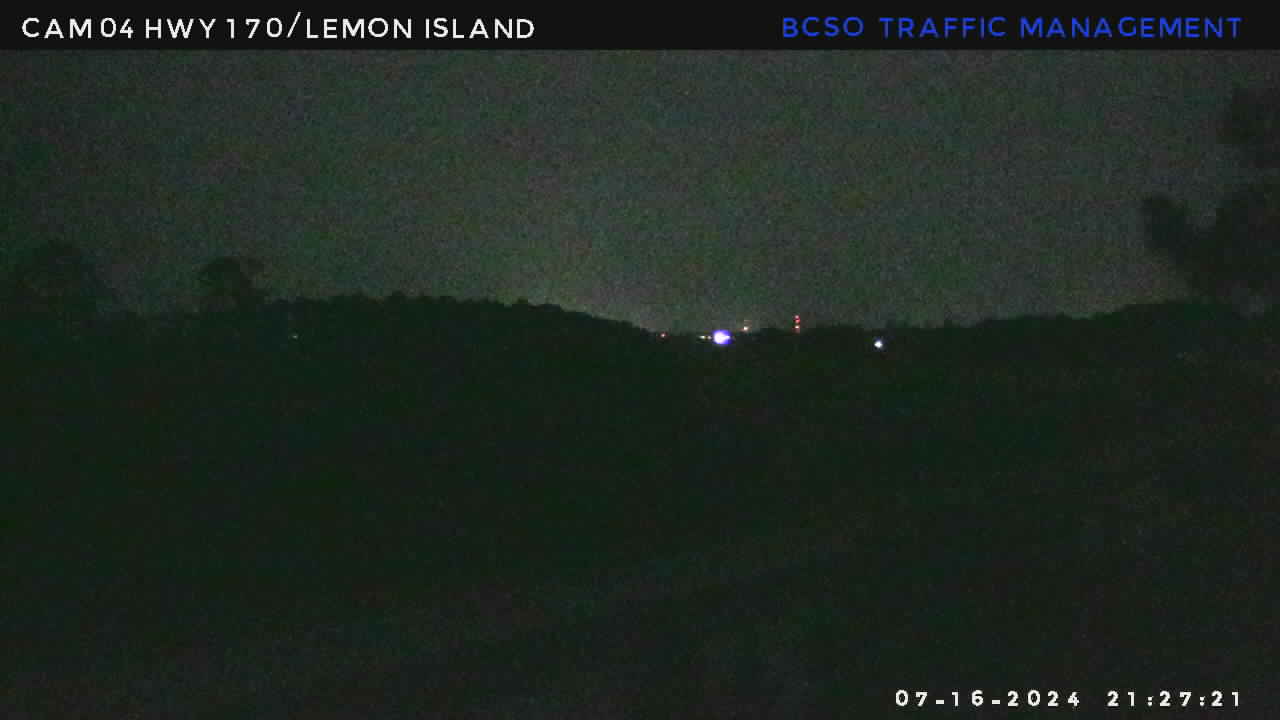 CAM04 HWY 170/LEMON ISLAND
BCSO TRAFFIC MANAGEMENT
07-16-2024 21:27:21